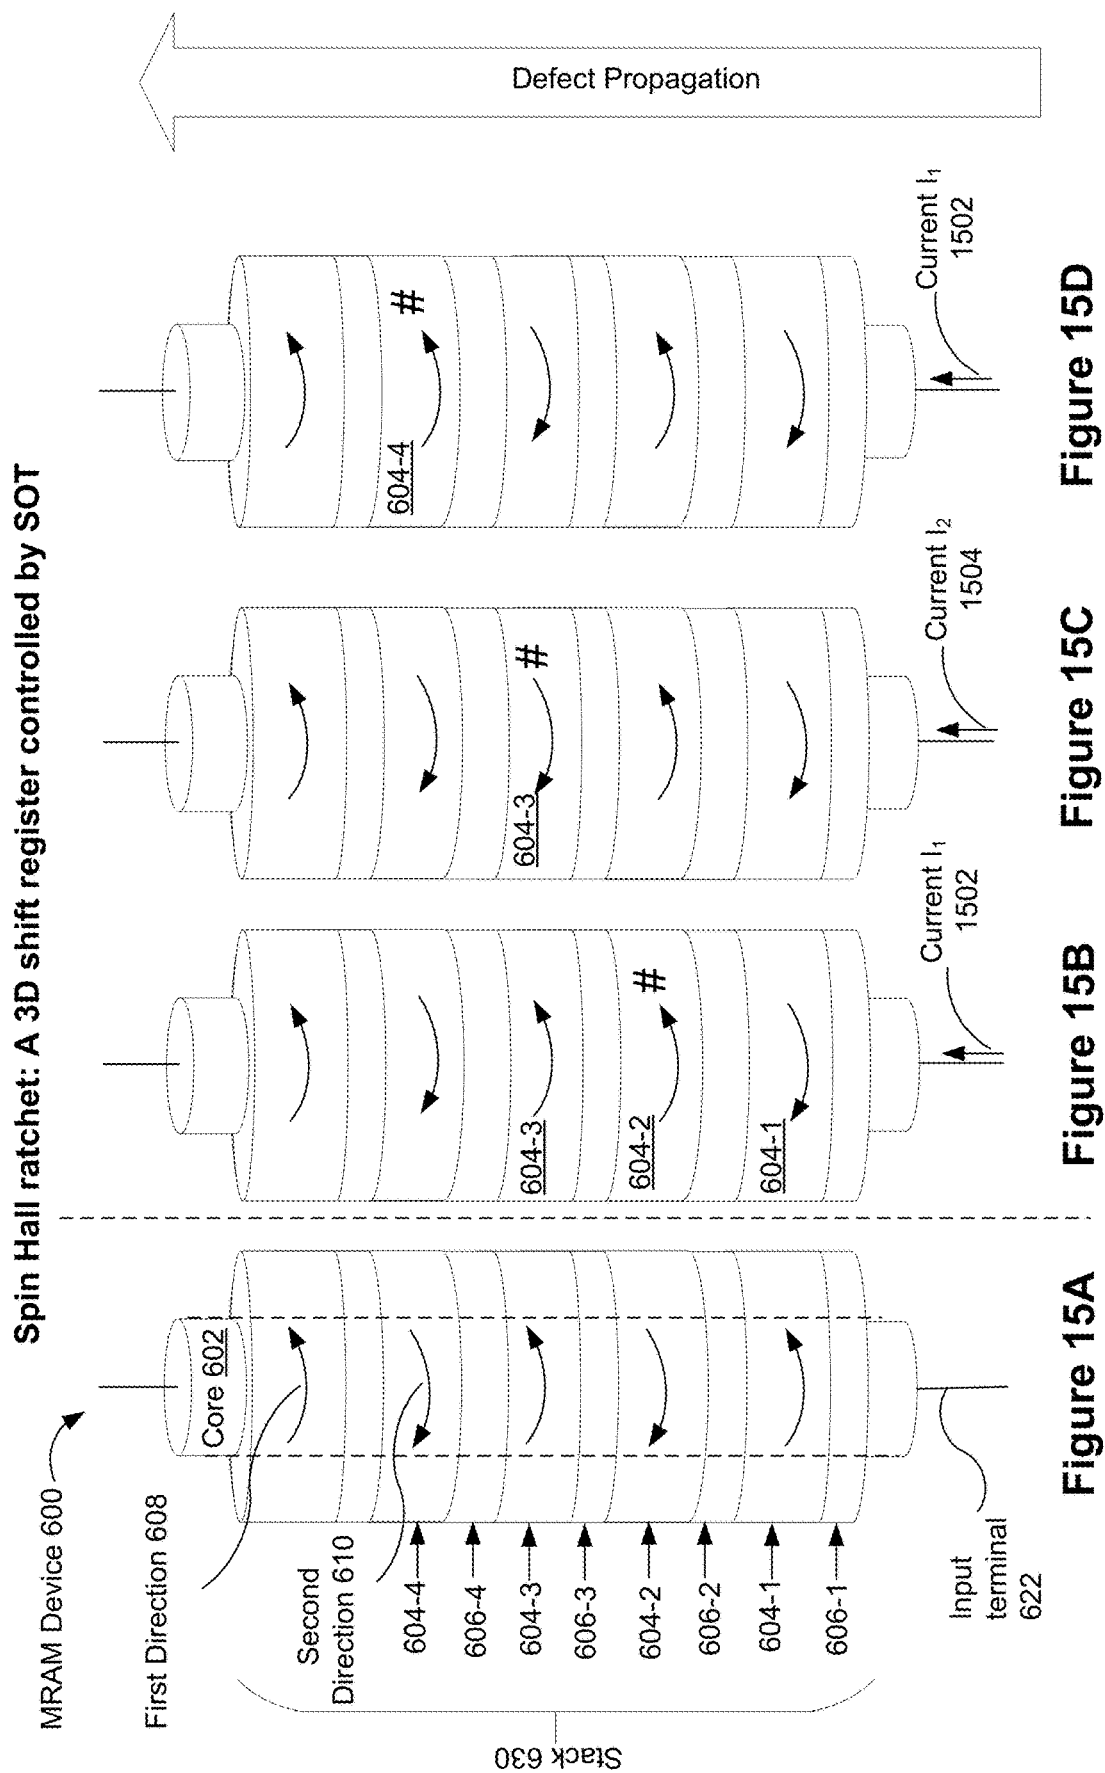 Spin Hall ratchet: A 3D shift register controlled by SOT
MRAM Device 600
First Direction 608
Second
Direction 610
604-4
606-4
604-3
606-3
604-2
606-2
604-1
606-1
Stack 630
Core 602
Input
terminal
622
Figure 15A
604-3
604-2
604-1
#
Current I₁
1502
Figure 15B
604-3
#
Current I₂
1504
Figure 15C
604-4
#
Current I₁
1502
Figure 15D
Defect Propagation